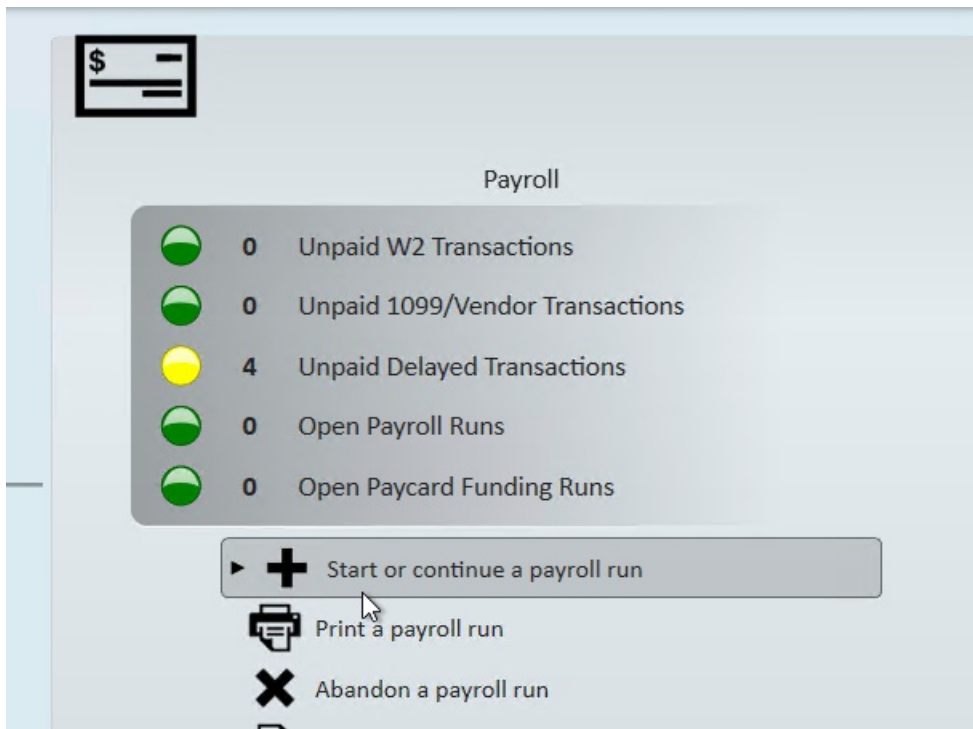 $
Payroll
0 Unpaid W2 Transactions
0 Unpaid 1099/Vendor Transactions
4 Unpaid Delayed Transactions
0 Open Payroll Runs
0 Open Paycard Funding Runs
Start or continue a payroll run
Print a payroll run
Abandon a payroll run